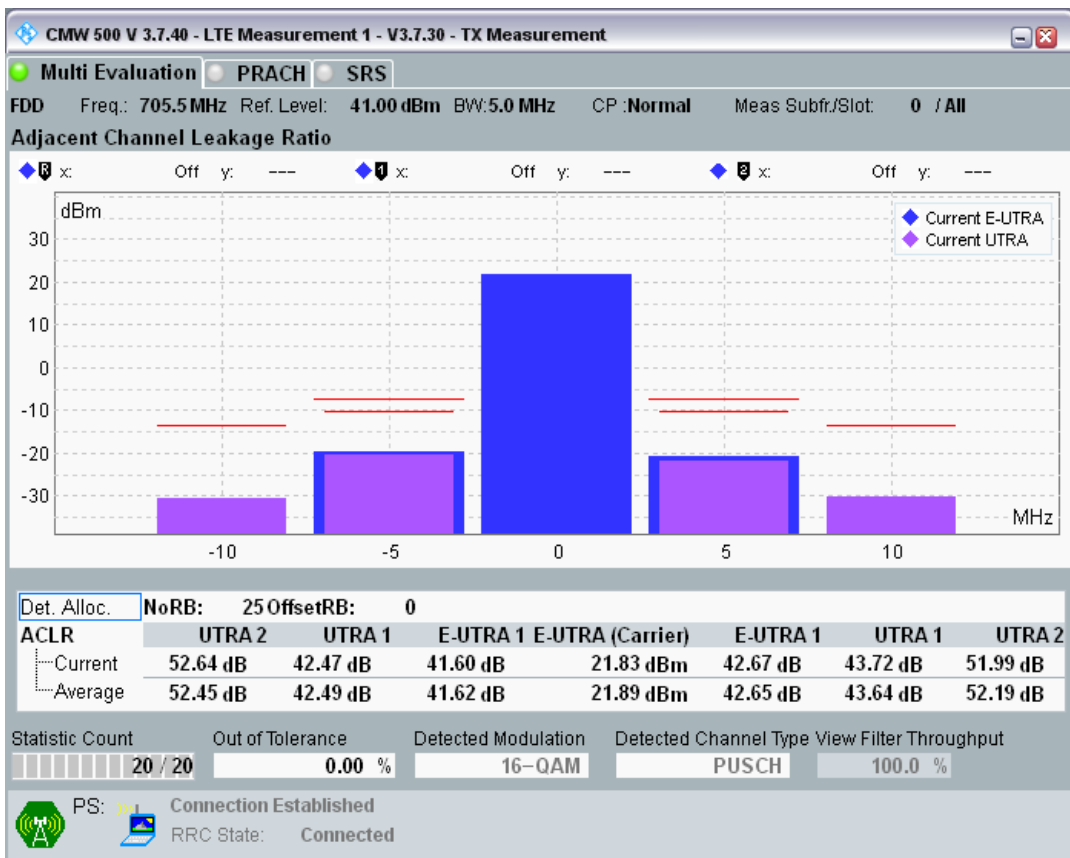 CMW 500 V 3.7.40 - LTE Measurement 1 - V3.7.30 - TX Measurement
Multi Evaluation PRACH SRS
FDD Freq.: 705.5 MHz Ref. Level: 41.00 dBm BW: 5.0 MHz CP : Normal Meas Subfr./Slot: 0 / All
Adjacent Channel Leakage Ratio
R x: Off y: --- 1 x: Off y: --- 2 x: Off y: ---
dBm
Current E-UTRA
Current UTRA
30
20
10
0
-10
-20
-30
MHz
-10 -5 0 5 10
Det. Alloc. NoRB: 25 OffsetRB: 0
ACLR UTRA 2 UTRA 1 E-UTRA 1 E-UTRA (Carrier) E-UTRA 1 UTRA 1 UTRA 2
Current 52.64 dB 42.47 dB 41.60 dB 21.83 dBm 42.67 dB 43.72 dB 51.99 dB
Average 52.45 dB 42.49 dB 41.62 dB 21.89 dBm 42.65 dB 43.64 dB 52.19 dB
Statistic Count Out of Tolerance Detected Modulation Detected Channel Type View Filter Throughput
20 / 20 0.00 % 16-QAM PUSCH 100.0 %
PS: Connection Established
RRC State: Connected